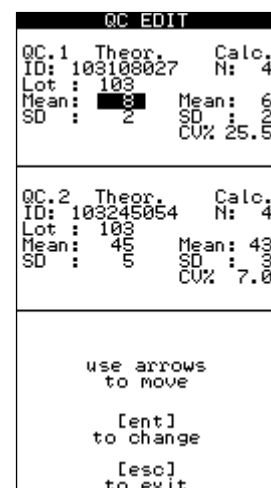 QC EDIT
QC.1 Theor. Calc.
ID: 103108027 N: 4
Lot : 103
Mean: 8 Mean: 6
SD : 2 SD : 2
CV% 25.5
QC.2 Theor. Calc.
ID: 103245054 N: 4
Lot : 103
Mean: 45 Mean: 43
SD : 5 SD : 3
CV% 7.0
use arrows
to move
[ent]
to change
[esc]
to exit